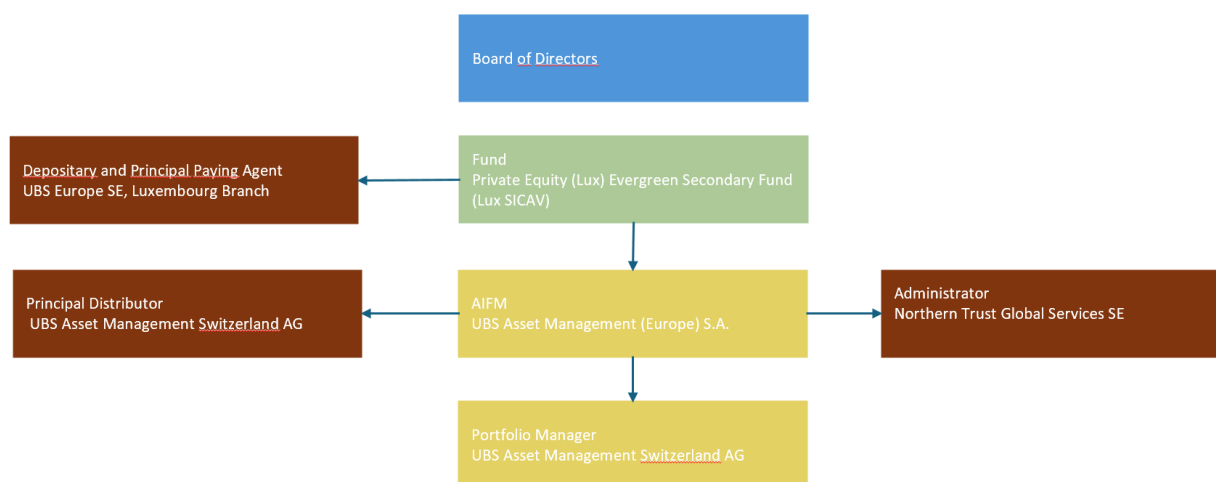 Board of Directors
Depositary and Principal Paying Agent
UBS Europe SE, Luxembourg Branch
Fund
Private Equity (Lux) Evergreen Secondary Fund
(Lux SICAV)
Principal Distributor
UBS Asset Management Switzerland AG
AIFM
UBS Asset Management (Europe) S.A.
Administrator
Northern Trust Global Services SE
Portfolio Manager
UBS Asset Management Switzerland AG